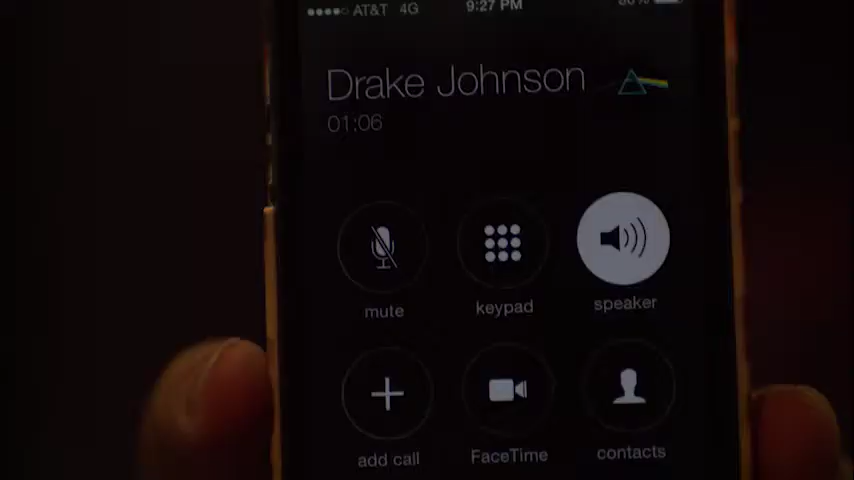 AT&T 4G 9:27 PM
Drake Johnson
01:06
mute keypad speaker
add call FaceTime contacts